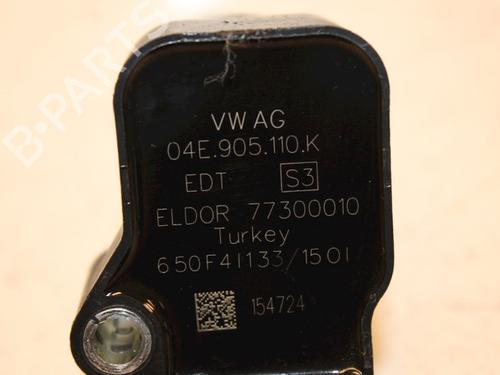 B-PARTS
VW AG
04E.905.110.K
EDT S3
ELDOR 77300010
Turkey
650F41133/1501
154724